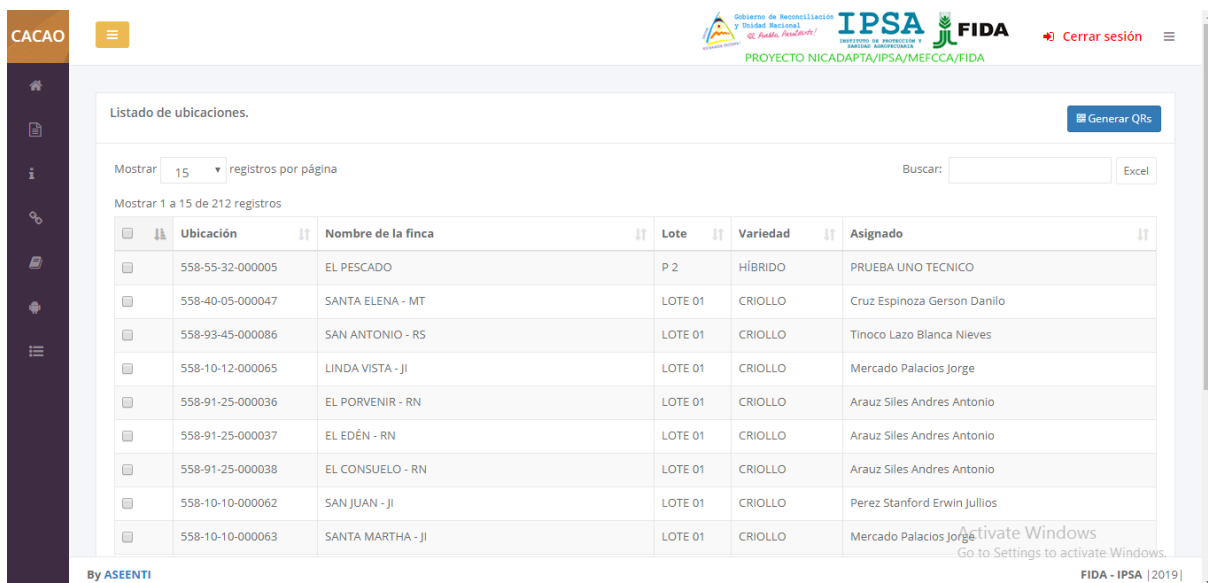 CACAO
Gobierno de Reconciliación
y Unidad Nacional
El Pueblo, Presidente!
IPSA
INSTITUTO DE PROTECCIÓN Y
SANIDAD AGROPECUARIA
FIDA
PROYECTO NICADAPTA/IPSA/MEFCCA/FIDA
Cerrar sesión
Listado de ubicaciones.
Generar QRs
Mostrar 15 registros por página
Buscar:
Excel
Mostrar 1 a 15 de 212 registros
Ubicación Nombre de la finca Lote Variedad Asignado
558-55-32-000005 EL PESCADO P 2 HÍBRIDO PRUEBA UNO TECNICO
558-40-05-000047 SANTA ELENA - MT LOTE 01 CRIOLLO Cruz Espinoza Gerson Danilo
558-93-45-000086 SAN ANTONIO - RS LOTE 01 CRIOLLO Tinoco Lazo Blanca Nieves
558-10-12-000065 LINDA VISTA - JI LOTE 01 CRIOLLO Mercado Palacios Jorge
558-91-25-000036 EL PORVENIR - RN LOTE 01 CRIOLLO Arauz Siles Andres Antonio
558-91-25-000037 EL EDÉN - RN LOTE 01 CRIOLLO Arauz Siles Andres Antonio
558-91-25-000038 EL CONSUELO - RN LOTE 01 CRIOLLO Arauz Siles Andres Antonio
558-10-10-000062 SAN JUAN - JI LOTE 01 CRIOLLO Perez Stanford Erwin Jullios
558-10-10-000063 SANTA MARTHA - JI LOTE 01 CRIOLLO Mercado Palacios Jorge
Activate Windows
Go to Settings to activate Windows.
By ASEENTI
FIDA - IPSA |2019|